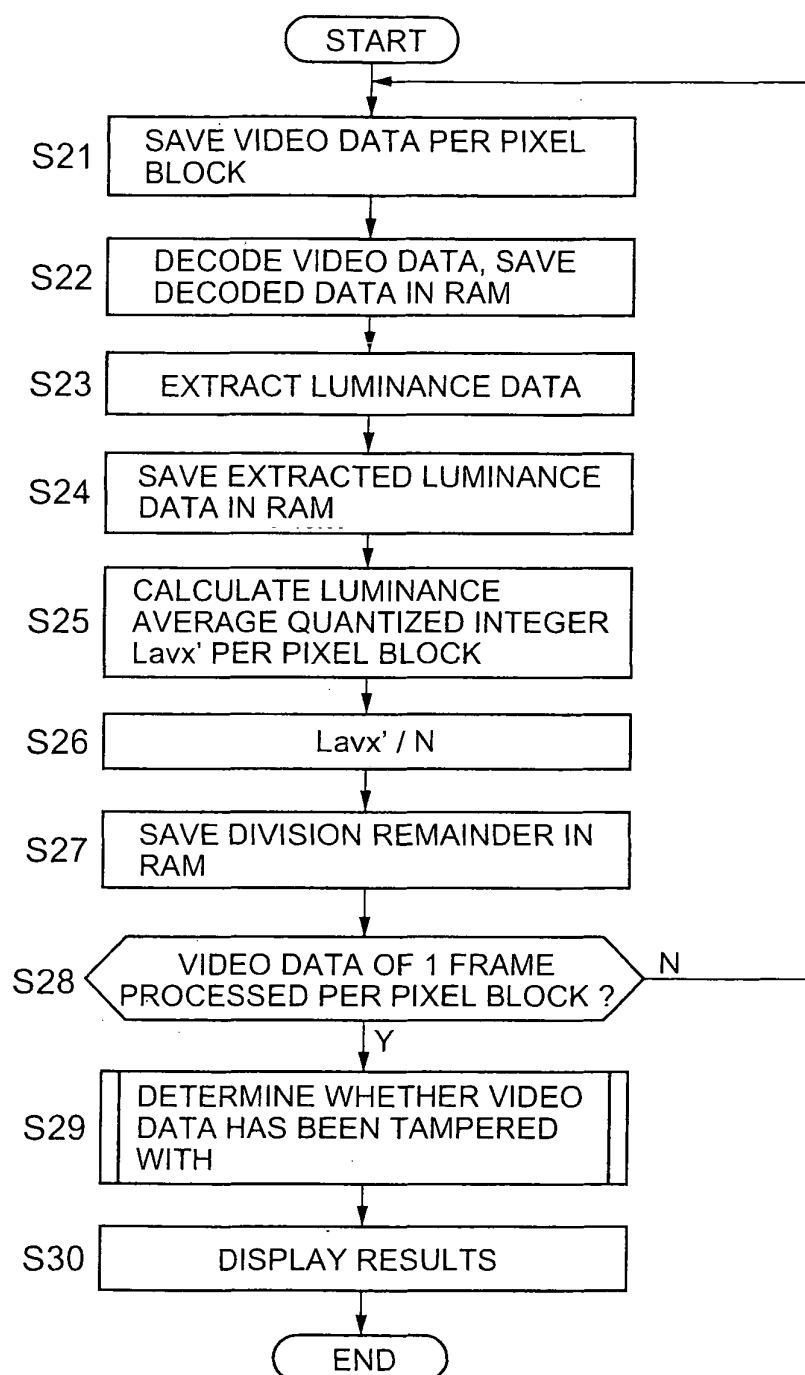 START
S21
SAVE VIDEO DATA PER PIXEL
BLOCK
S22
DECODE VIDEO DATA, SAVE
DECODED DATA IN RAM
S23
EXTRACT LUMINANCE DATA
S24
SAVE EXTRACTED LUMINANCE
DATA IN RAM
S25
CALCULATE LUMINANCE
AVERAGE QUANTIZED INTEGER
Lavx' PER PIXEL BLOCK
S26
Lavx' / N
S27
SAVE DIVISION REMAINDER IN
RAM
S28
VIDEO DATA OF 1 FRAME
PROCESSED PER PIXEL BLOCK ?
N
Y
S29
DETERMINE WHETHER VIDEO
DATA HAS BEEN TAMPERED
WITH
S30
DISPLAY RESULTS
END